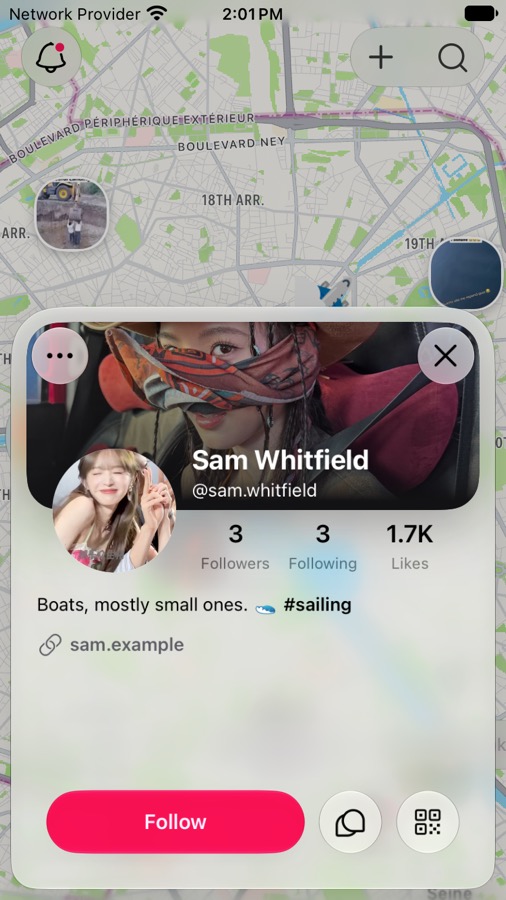 Network Provider 2:01 PM
BOULEVARD PÉRIPHÉRIQUE EXTÉRIEUR
BOULEVARD NEY
18TH ARR.
ARR.
19TH
Sam Whitfield
@sam.whitfield
3 3 1.7K
Followers Following Likes
Boats, mostly small ones. #sailing
sam.example
Follow
Seine